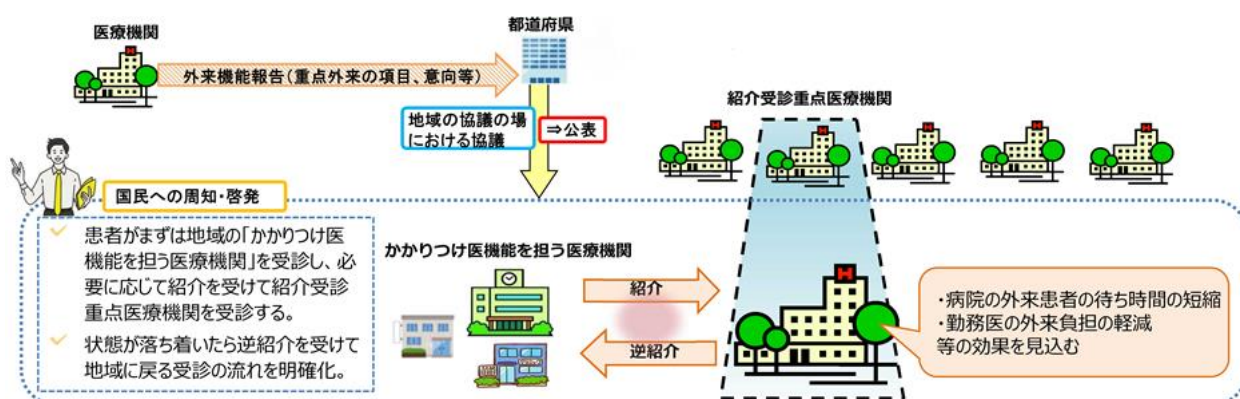 医療機関
都道府県
外来機能報告(重点外来の項目、意向等)
地域の協議の場
における協議
⇒公表
紹介受診重点医療機関
H
H
H
H
H
国民への周知・啓発
患者がまずは地域の「かかりつけ医
機能を担う医療機関」を受診し、必
要に応じて紹介を受けて紹介受診
重点医療機関を受診する。
状態が落ち着いたら逆紹介を受けて
地域に戻る受診の流れを明確化。
かかりつけ医機能を担う医療機関
紹介
逆紹介
H
・病院の外来患者の待ち時間の短縮
・勤務医の外来負担の軽減
等の効果を見込む